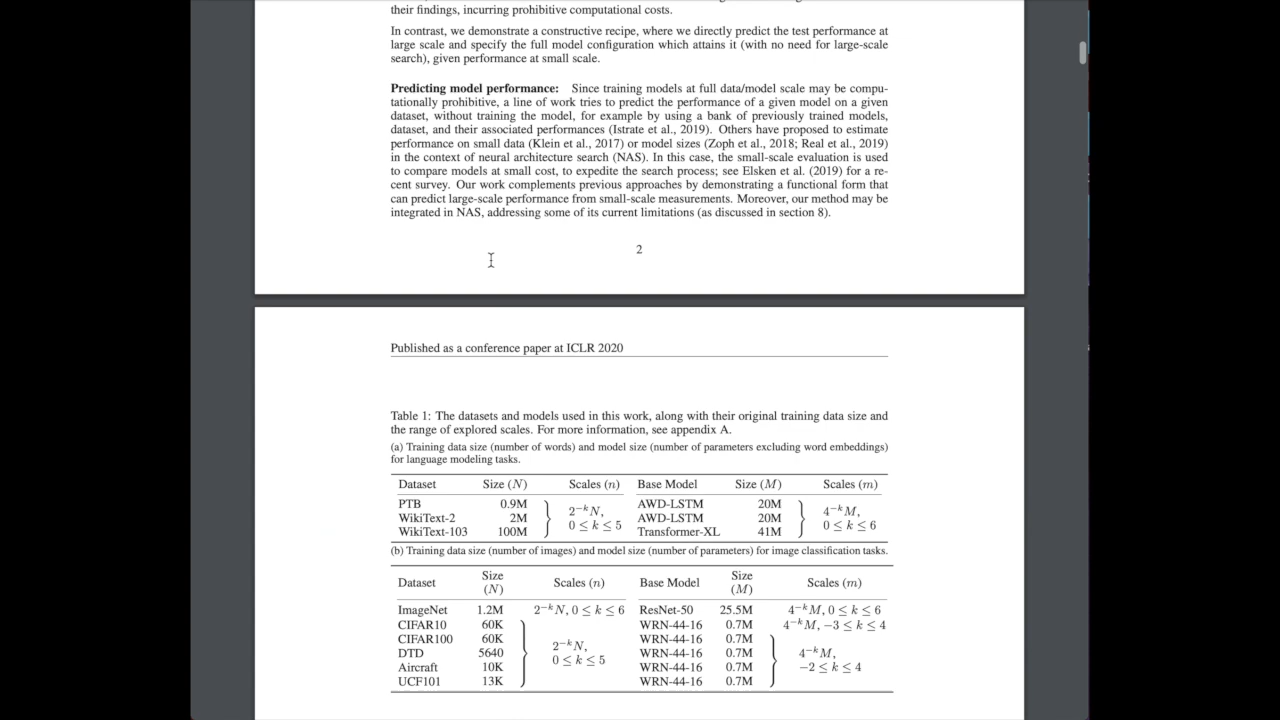 their findings, incurring prohibitive computational costs.
In contrast, we demonstrate a constructive recipe, where we directly predict the test performance at
large scale and specify the full model configuration which attains it (with no need for large-scale
search), given performance at small scale.
Predicting model performance: Since training models at full data/model scale may be compu-
tationally prohibitive, a line of work tries to predict the performance of a given model on a given
dataset, without training the model, for example by using a bank of previously trained models,
dataset, and their associated performances (Istrate et al., 2019). Others have proposed to estimate
performance on small data (Klein et al., 2017) or model sizes (Zoph et al., 2018; Real et al., 2019)
in the context of neural architecture search (NAS). In this case, the small-scale evaluation is used
to compare models at small cost, to expedite the search process; see Elsken et al. (2019) for a re-
cent survey. Our work complements previous approaches by demonstrating a functional form that
can predict large-scale performance from small-scale measurements. Moreover, our method may be
integrated in NAS, addressing some of its current limitations (as discussed in section 8).
2
Published as a conference paper at ICLR 2020
Table 1: The datasets and models used in this work, along with their original training data size and
the range of explored scales. For more information, see appendix A.
(a) Training data size (number of words) and model size (number of parameters excluding word embeddings)
for language modeling tasks.
Dataset Size (N) Scales (n) Base Model Size (M) Scales (m)
PTB 0.9M AWD-LSTM 20M
WikiText-2 2M 2^{-k}N, 0 ≤ k ≤ 5 AWD-LSTM 20M 4^{-k}M, 0 ≤ k ≤ 6
WikiText-103 100M Transformer-XL 41M
(b) Training data size (number of images) and model size (number of parameters) for image classification tasks.
Dataset Size (N) Scales (n) Base Model Size (M) Scales (m)
ImageNet 1.2M 2^{-k}N, 0 ≤ k ≤ 6 ResNet-50 25.5M 4^{-k}M, 0 ≤ k ≤ 6
CIFAR10 60K WRN-44-16 0.7M 4^{-k}M, −3 ≤ k ≤ 4
CIFAR100 60K WRN-44-16 0.7M
DTD 5640 2^{-k}N, 0 ≤ k ≤ 5 WRN-44-16 0.7M 4^{-k}M, −2 ≤ k ≤ 4
Aircraft 10K WRN-44-16 0.7M
UCF101 13K WRN-44-16 0.7M